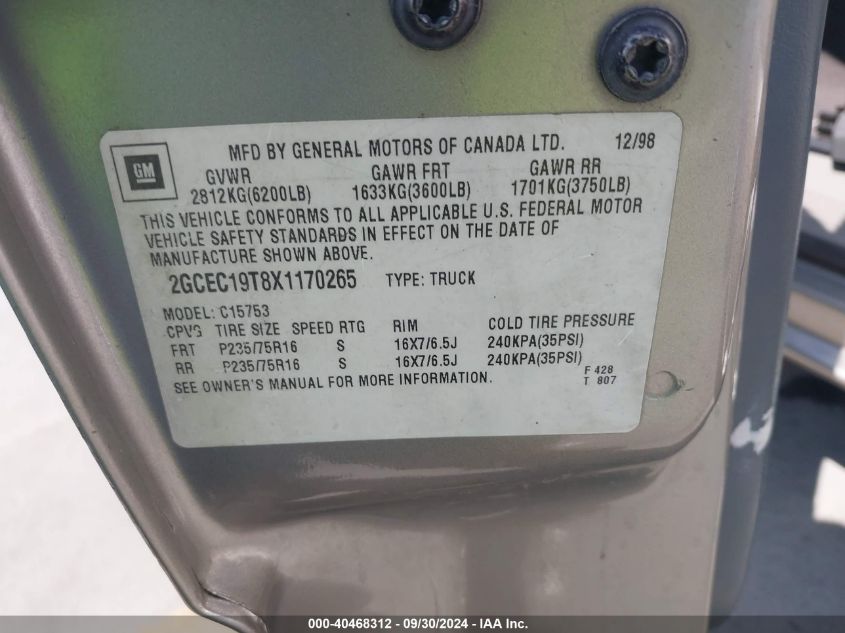 GM
MFD BY GENERAL MOTORS OF CANADA LTD. 12/98
GVWR GAWR FRT GAWR RR
2812KG(6200LB) 1633KG(3600LB) 1701KG(3750LB)
THIS VEHICLE CONFORMS TO ALL APPLICABLE U.S. FEDERAL MOTOR
VEHICLE SAFETY STANDARDS IN EFFECT ON THE DATE OF
MANUFACTURE SHOWN ABOVE.
2GCEC19T8X1170265 TYPE: TRUCK
MODEL: C15753
CPVS TIRE SIZE SPEED RTG RIM COLD TIRE PRESSURE
FRT P235/75R16 S 16X7/6.5J 240KPA(35PSI)
RR P235/75R16 S 16X7/6.5J 240KPA(35PSI)
SEE OWNER'S MANUAL FOR MORE INFORMATION.
F 428
T 807
000-40468312 - 09/30/2024 - IAA Inc.